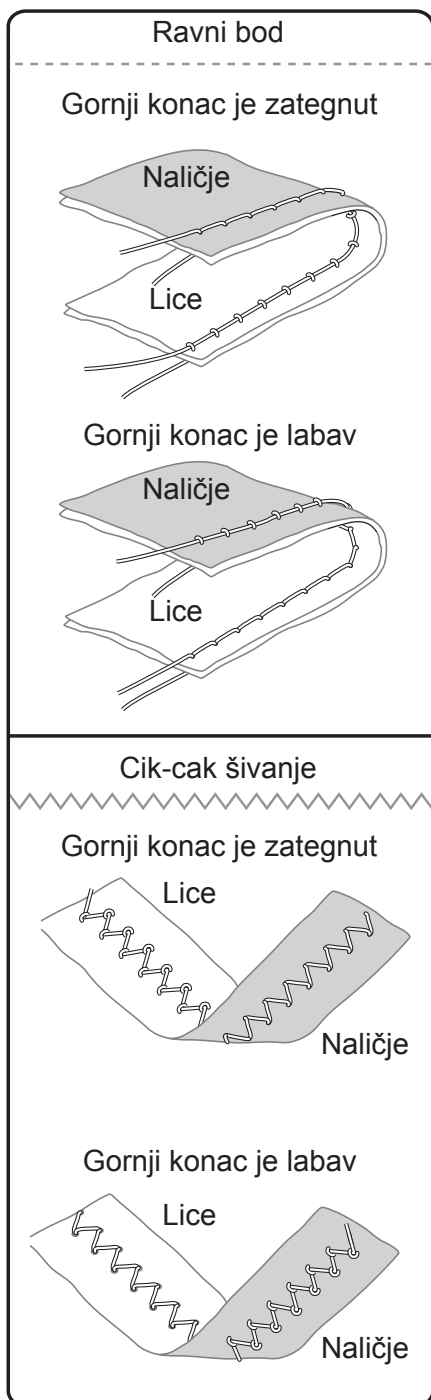 Ravni bod
Gornji konac je zategnut
Naličje
Lice
Gornji konac je labav
Naličje
Lice
Cik-cak šivanje
Gornji konac je zategnut
Lice
Naličje
Gornji konac je labav
Lice
Naličje